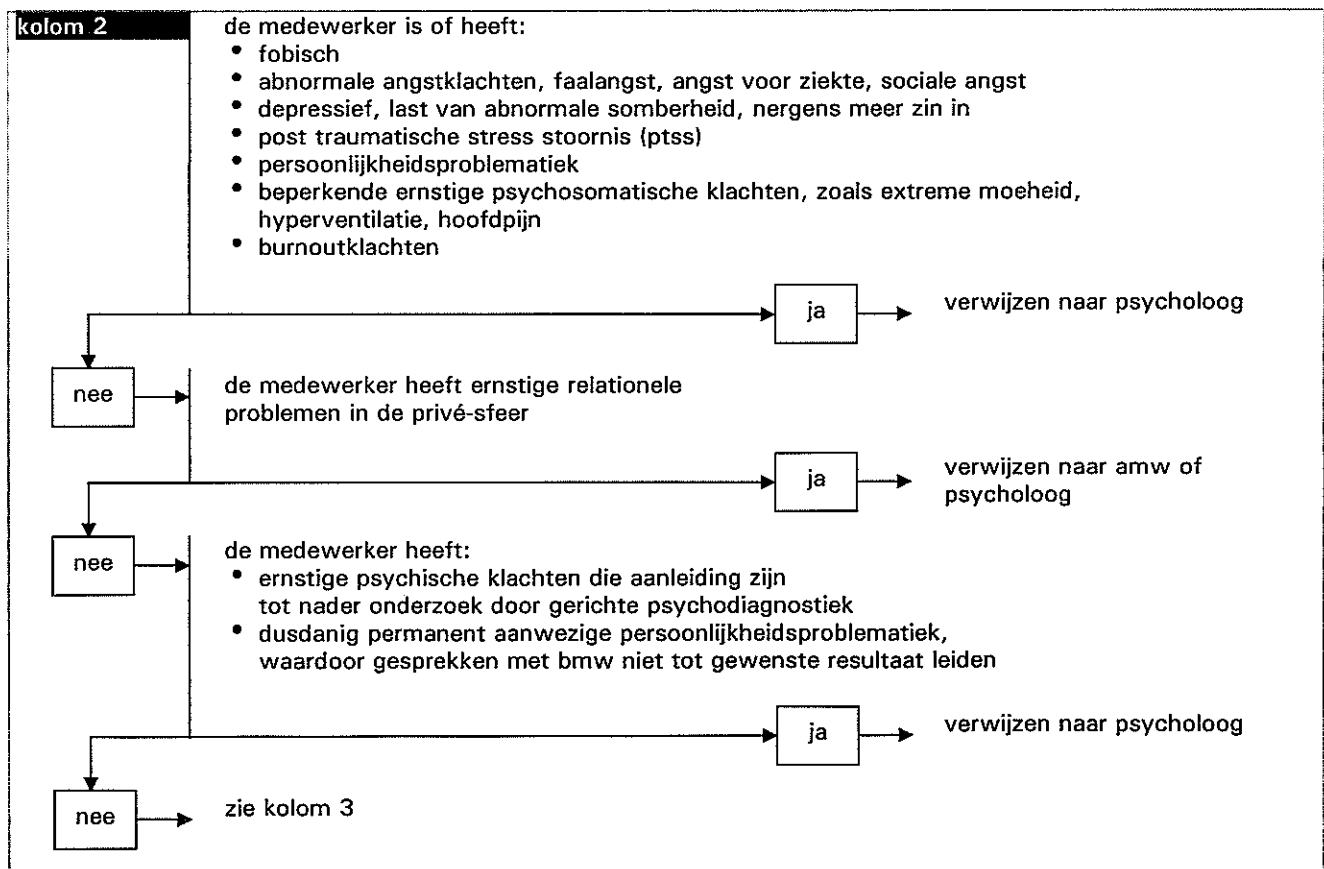 kolom 2
de medewerker is of heeft:
• fobisch
• abnormale angstklachten, faalangst, angst voor ziekte, sociale angst
• depressief, last van abnormale somberheid, nergens meer zin in
• post traumatische stress stoornis (ptss)
• persoonlijkheidsproblematiek
• beperkende ernstige psychosomatische klachten, zoals extreme moeheid,
hyperventilatie, hoofdpijn
• burnoutklachten
ja
verwijzen naar psycholoog
nee
de medewerker heeft ernstige relationele
problemen in de privé-sfeer
ja
verwijzen naar amw of
psycholoog
nee
de medewerker heeft:
• ernstige psychische klachten die aanleiding zijn
tot nader onderzoek door gerichte psychodiagnostiek
• dusdanig permanent aanwezige persoonlijkheidsproblematiek,
waardoor gesprekken met bmw niet tot gewenste resultaat leiden
ja
verwijzen naar psycholoog
nee
zie kolom 3